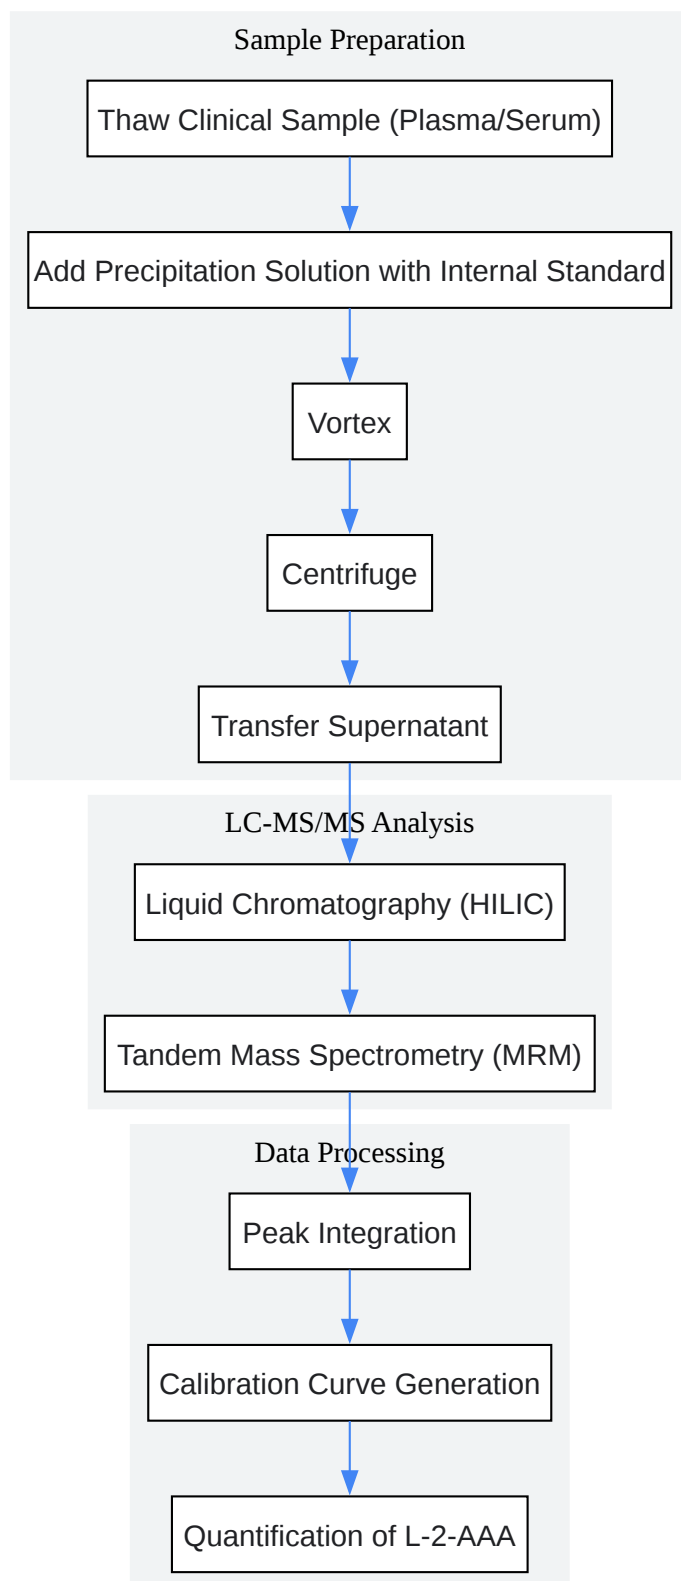 Sample Preparation
Thaw Clinical Sample (Plasma/Serum)
Add Precipitation Solution with Internal Standard
Vortex
Centrifuge
Transfer Supernatant
LC-MS/MS Analysis
Liquid Chromatography (HILIC)
Tandem Mass Spectrometry (MRM)
Data Processing
Peak Integration
Calibration Curve Generation
Quantification of L-2-AAA